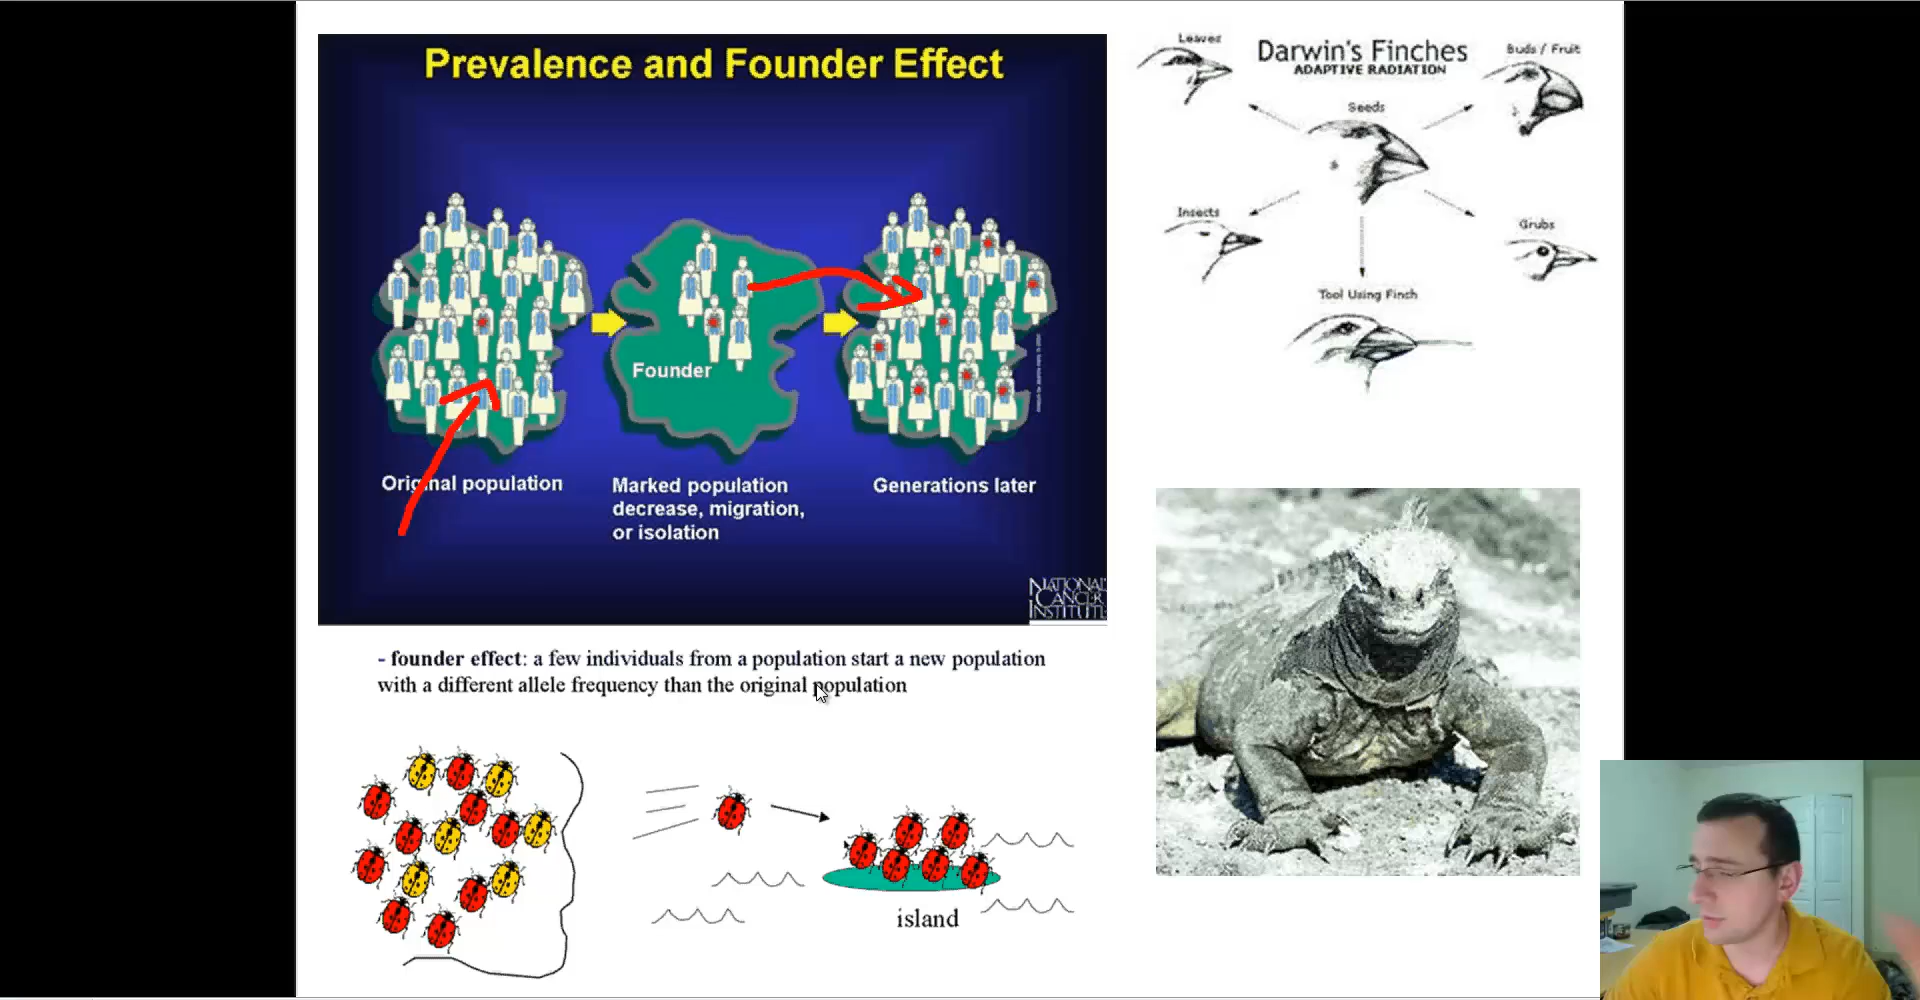 Prevalence and Founder Effect
Founder
Original population
Marked population
decrease, migration,
or isolation
Generations later
NATIONAL
CANCER
INSTITUTE
- founder effect: a few individuals from a population start a new population
with a different allele frequency than the original population
island
Darwin's Finches
ADAPTIVE RADIATION
Leaves
Buds / Fruit
Seeds
Insects
Grubs
Tool Using Finch